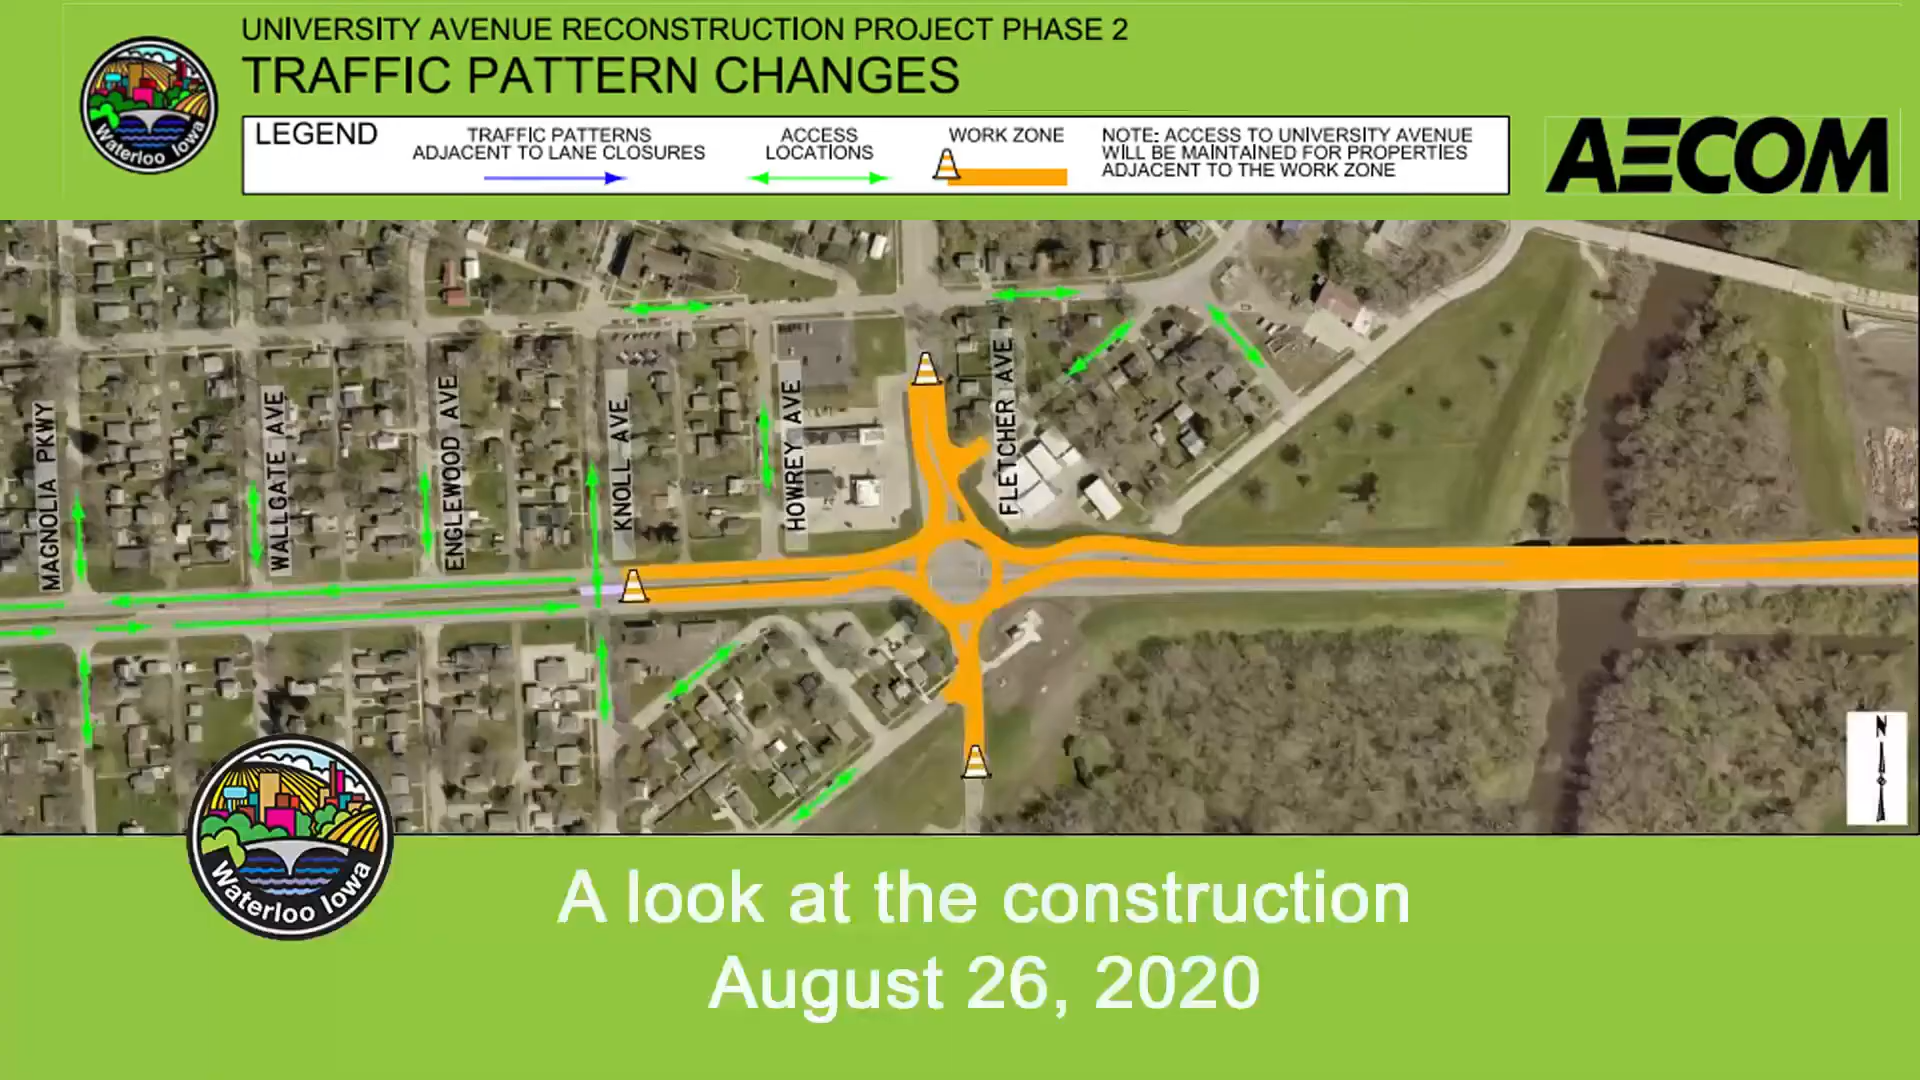 UNIVERSITY AVENUE RECONSTRUCTION PROJECT PHASE 2
TRAFFIC PATTERN CHANGES
Waterloo Iowa
LEGEND
TRAFFIC PATTERNS
ADJACENT TO LANE CLOSURES
ACCESS
LOCATIONS
WORK ZONE
NOTE: ACCESS TO UNIVERSITY AVENUE
WILL BE MAINTAINED FOR PROPERTIES
ADJACENT TO THE WORK ZONE
AECOM
MAGNOLIA PKWY
WALLGATE AVE
ENGLEWOOD AVE
KNOLL AVE
HOWREY AVE
FLETCHER AVE
N
Waterloo Iowa
A look at the construction
August 26, 2020